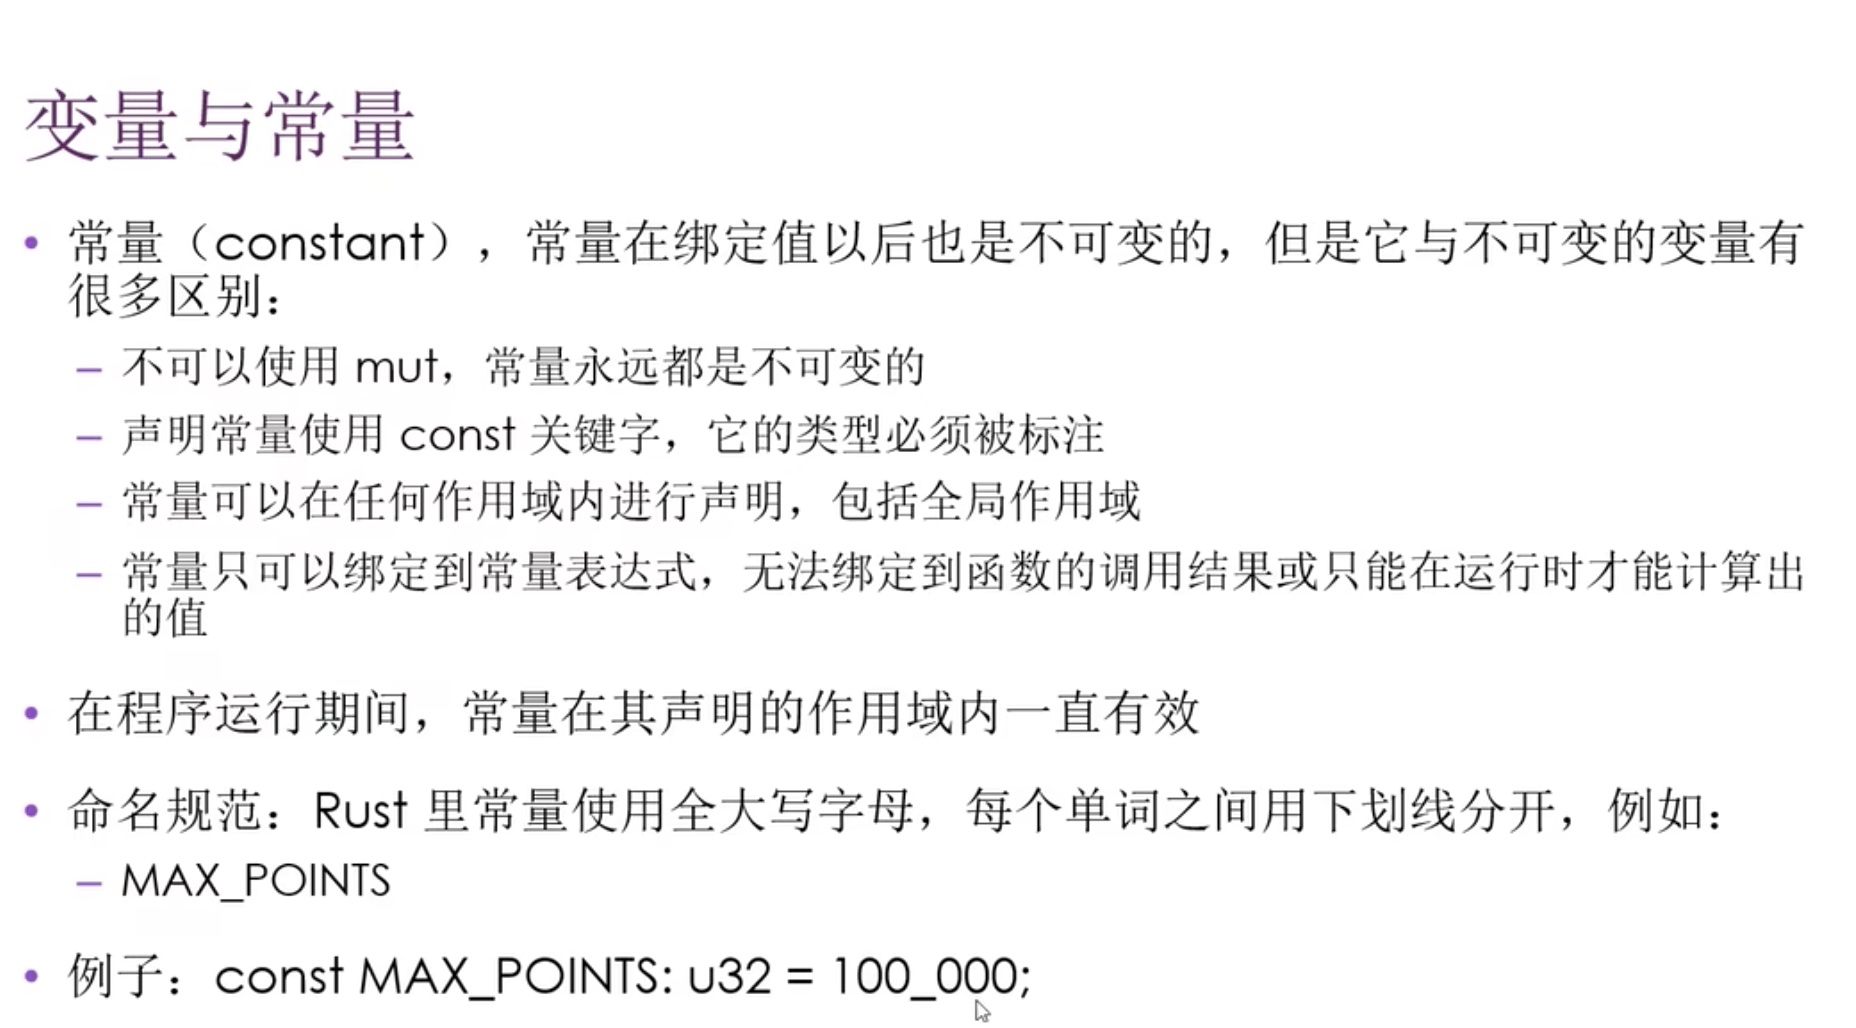 变量与常量
• 常量（constant），常量在绑定值以后也是不可变的，但是它与不可变的变量有
很多区别：
– 不可以使用 mut，常量永远都是不可变的
– 声明常量使用 const 关键字，它的类型必须被标注
– 常量可以在任何作用域内进行声明，包括全局作用域
– 常量只可以绑定到常量表达式，无法绑定到函数的调用结果或只能在运行时才能计算出
的值
• 在程序运行期间，常量在其声明的作用域内一直有效
• 命名规范：Rust 里常量使用全大写字母，每个单词之间用下划线分开，例如：
– MAX_POINTS
• 例子：const MAX_POINTS: u32 = 100_000;